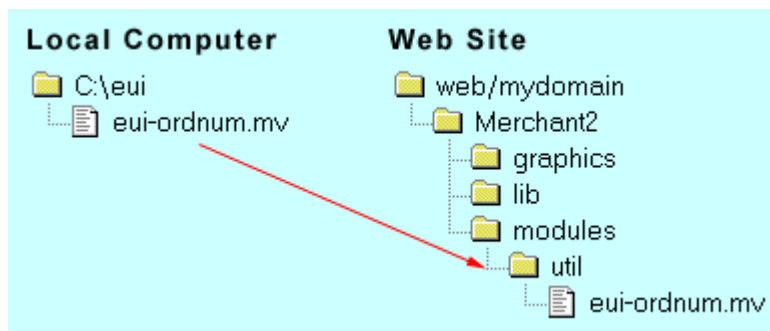 Local Computer
C:\eui
eui-ordnum.mv
Web Site
web/mydomain
Merchant2
graphics
lib
modules
util
eui-ordnum.mv